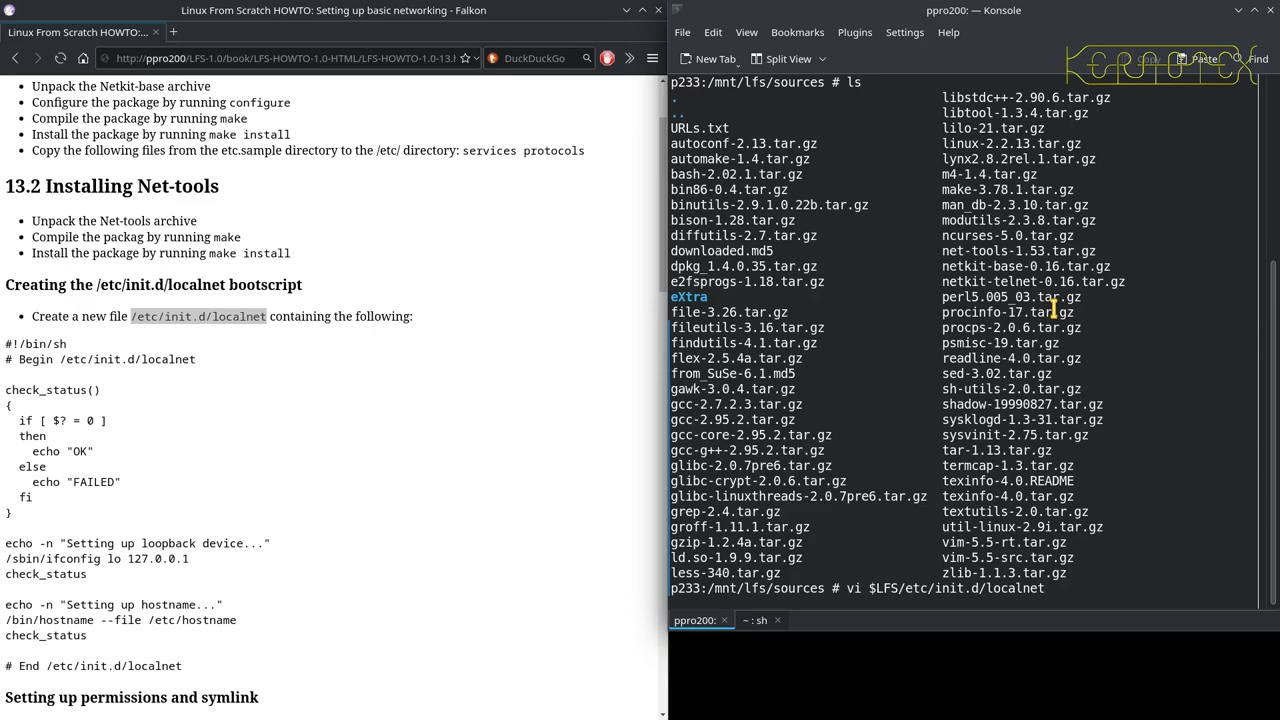 Linux From Scratch HOWTO: Setting up basic networking - Falkon
Linux From Scratch HOWTO:...
http://ppro200/LFS-1.0/book/LFS-HOWTO-1.0-HTML/LFS-HOWTO-1.0-13.h
DuckDuckGo
Unpack the Netkit-base archive
Configure the package by running configure
Compile the package by running make
Install the package by running make install
Copy the following files from the etc.sample directory to the /etc/ directory: services protocols
13.2 Installing Net-tools
Unpack the Net-tools archive
Compile the packag by running make
Install the package by running make install
Creating the /etc/init.d/localnet bootscript
Create a new file /etc/init.d/localnet containing the following:
#!/bin/sh
# Begin /etc/init.d/localnet
check_status()
{
if [ $? = 0 ]
then
echo "OK"
else
echo "FAILED"
fi
}
echo -n "Setting up loopback device..."
/sbin/ifconfig lo 127.0.0.1
check_status
echo -n "Setting up hostname..."
/bin/hostname --file /etc/hostname
check_status
# End /etc/init.d/localnet
Setting up permissions and symlink
ppro200: — Konsole
File Edit View Bookmarks Plugins Settings Help
New Tab Split View Copy Paste Find
p233:/mnt/lfs/sources # ls
. libstdc++-2.90.6.tar.gz
.. libtool-1.3.4.tar.gz
URLs.txt lilo-21.tar.gz
autoconf-2.13.tar.gz linux-2.2.13.tar.gz
automake-1.4.tar.gz lynx2.8.2rel.1.tar.gz
bash-2.02.1.tar.gz m4-1.4.tar.gz
bin86-0.4.tar.gz make-3.78.1.tar.gz
binutils-2.9.1.0.22b.tar.gz man_db-2.3.10.tar.gz
bison-1.28.tar.gz modutils-2.3.8.tar.gz
diffutils-2.7.tar.gz ncurses-5.0.tar.gz
downloaded.md5 net-tools-1.53.tar.gz
dpkg_1.4.0.35.tar.gz netkit-base-0.16.tar.gz
e2fsprogs-1.18.tar.gz netkit-telnet-0.16.tar.gz
eXtra perl5.005_03.tar.gz
file-3.26.tar.gz procinfo-17.tar.gz
fileutils-3.16.tar.gz procps-2.0.6.tar.gz
findutils-4.1.tar.gz psmisc-19.tar.gz
flex-2.5.4a.tar.gz readline-4.0.tar.gz
from_SuSe-6.1.md5 sed-3.02.tar.gz
gawk-3.0.4.tar.gz sh-utils-2.0.tar.gz
gcc-2.7.2.3.tar.gz shadow-19990827.tar.gz
gcc-2.95.2.tar.gz sysklogd-1.3-31.tar.gz
gcc-core-2.95.2.tar.gz sysvinit-2.75.tar.gz
gcc-g++-2.95.2.tar.gz tar-1.13.tar.gz
glibc-2.0.7pre6.tar.gz termcap-1.3.tar.gz
glibc-crypt-2.0.6.tar.gz texinfo-4.0.README
glibc-linuxthreads-2.0.7pre6.tar.gz texinfo-4.0.tar.gz
grep-2.4.tar.gz textutils-2.0.tar.gz
groff-1.11.1.tar.gz util-linux-2.9i.tar.gz
gzip-1.2.4a.tar.gz vim-5.5-rt.tar.gz
ld.so-1.9.9.tar.gz vim-5.5-src.tar.gz
less-340.tar.gz zlib-1.1.3.tar.gz
p233:/mnt/lfs/sources # vi $LFS/etc/init.d/localnet
ppro200: ~ : sh